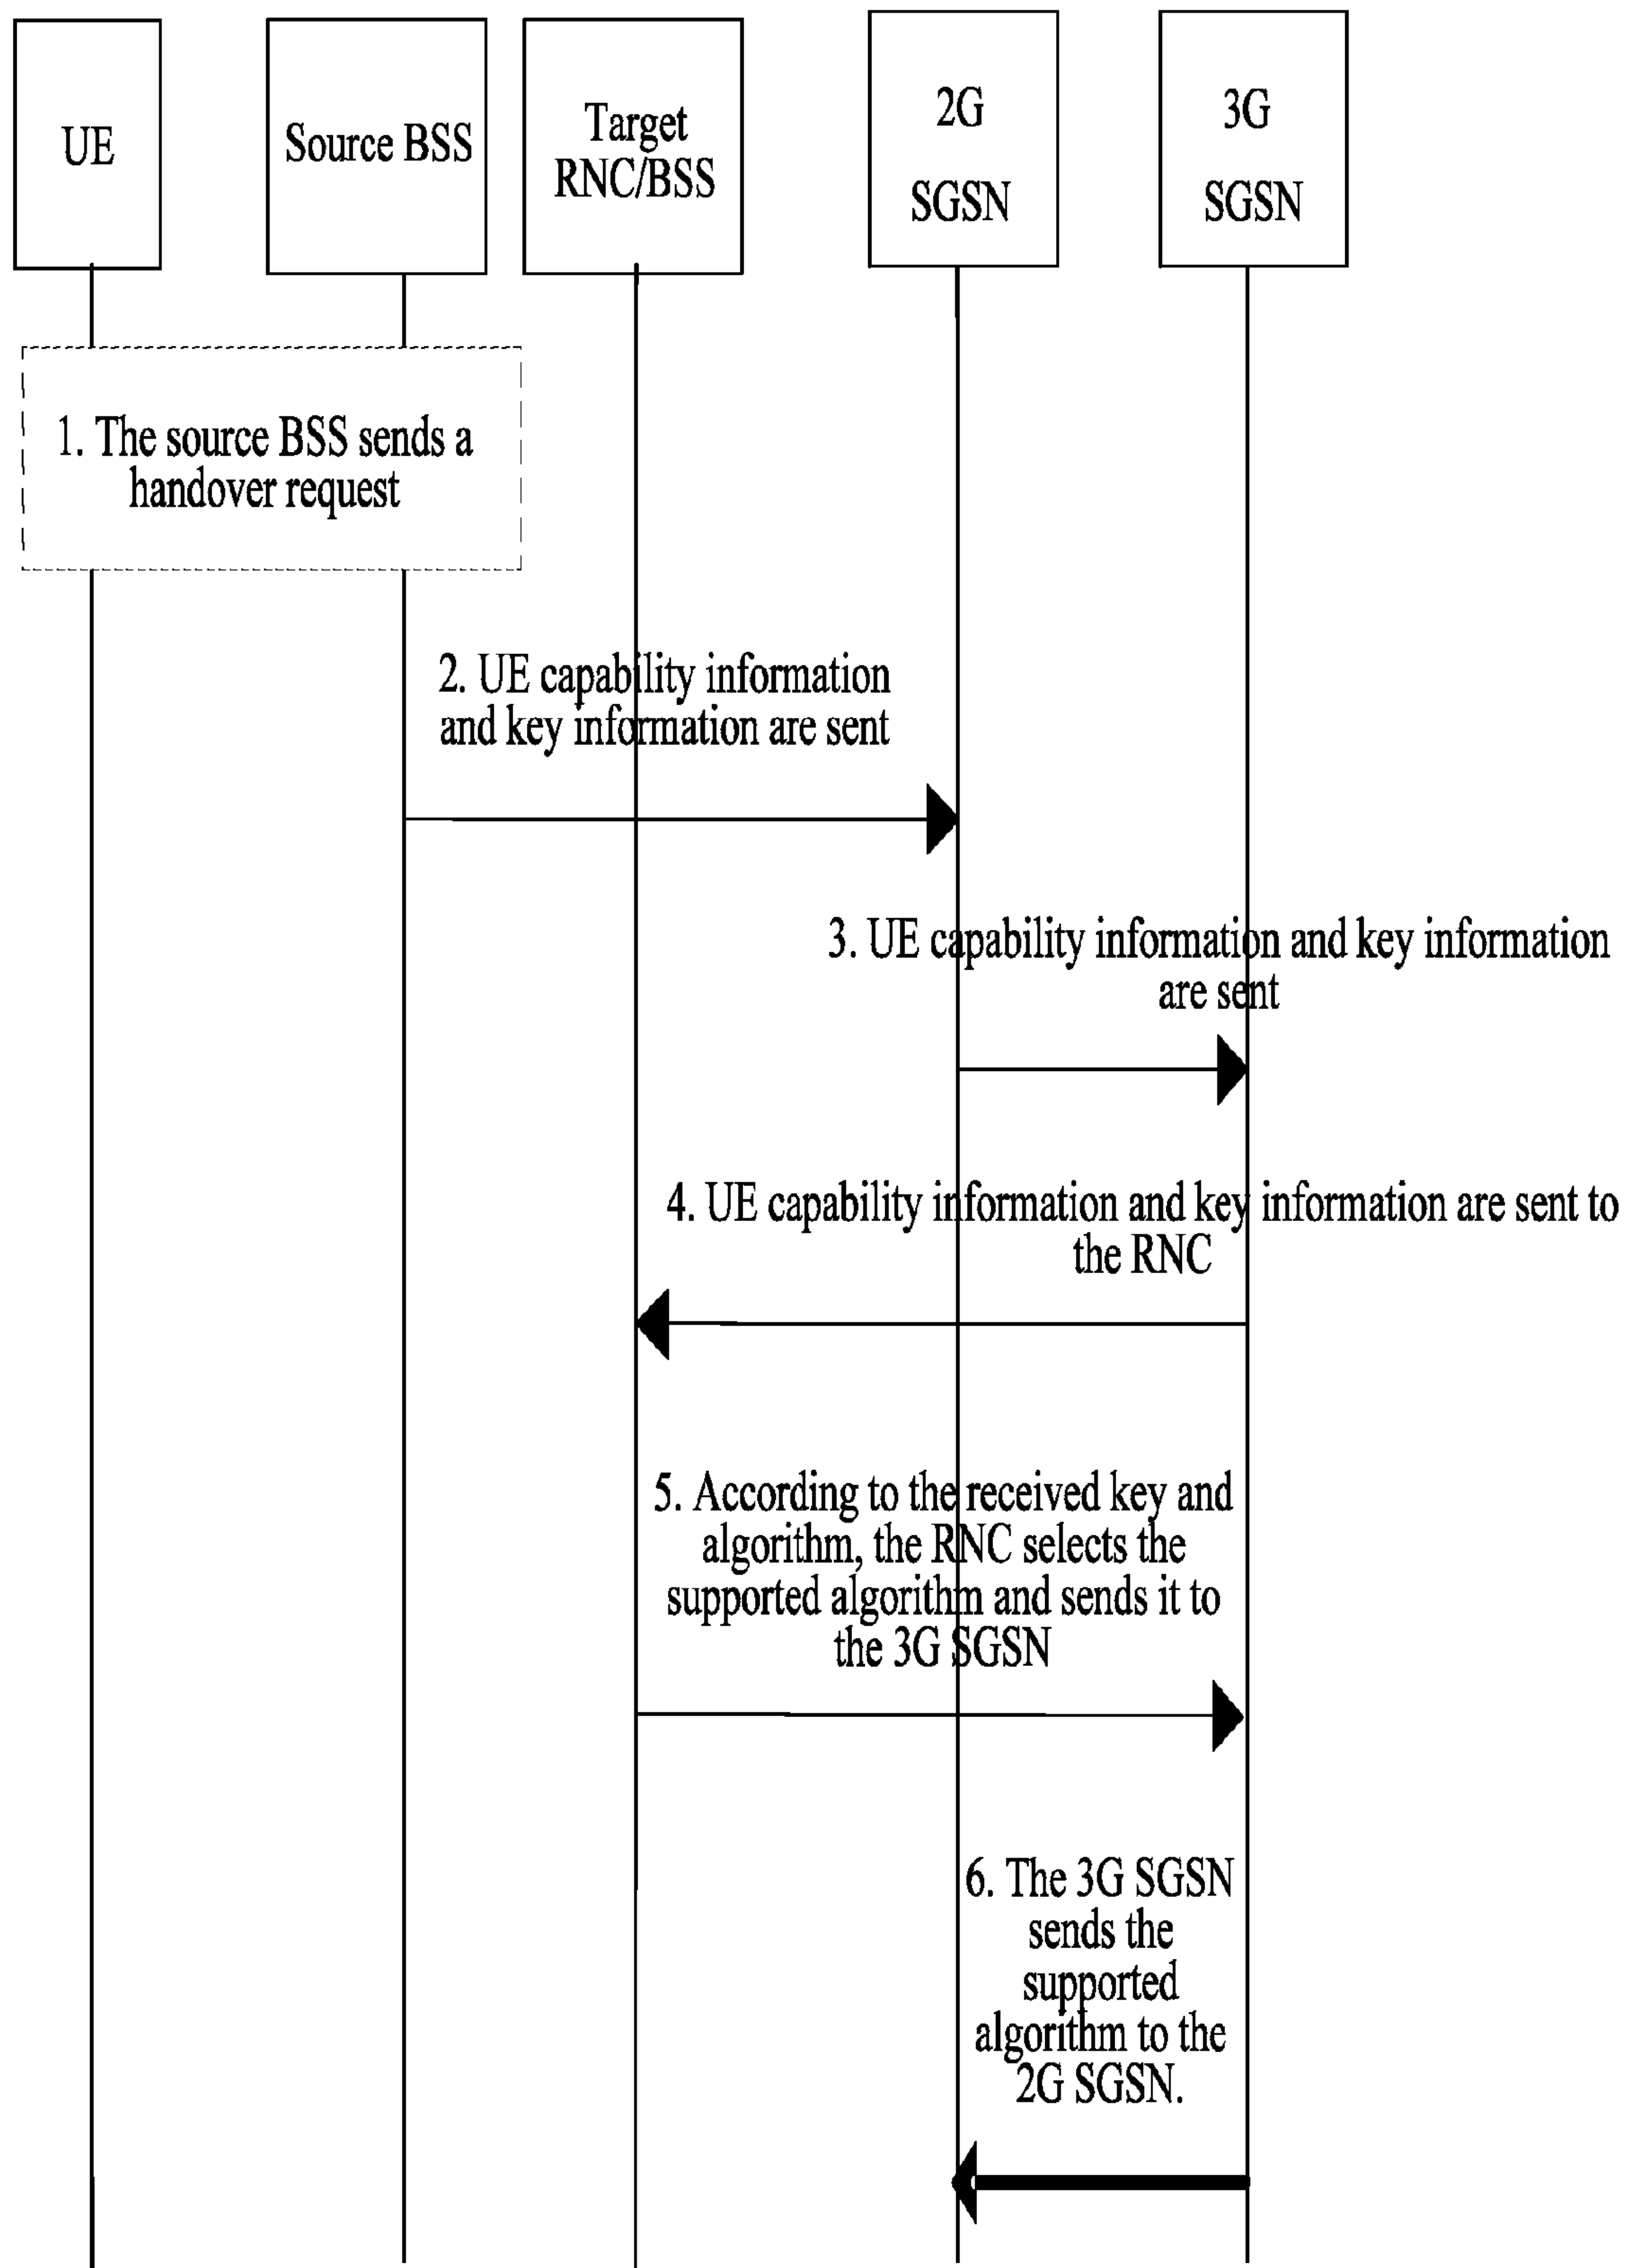 UE
Source BSS
Target
RNC/BSS
2G
SGSN
3G
SGSN
1. The source BSS sends a
handover request
2. UE capability information
and key information are sent
3. UE capability information and key information
are sent
4. UE capability information and key information are sent to
the RNC
5. According to the received key and
algorithm, the RNC selects the
supported algorithm and sends it to
the 3G SGSN
6. The 3G SGSN
sends the
supported
algorithm to the
2G SGSN.